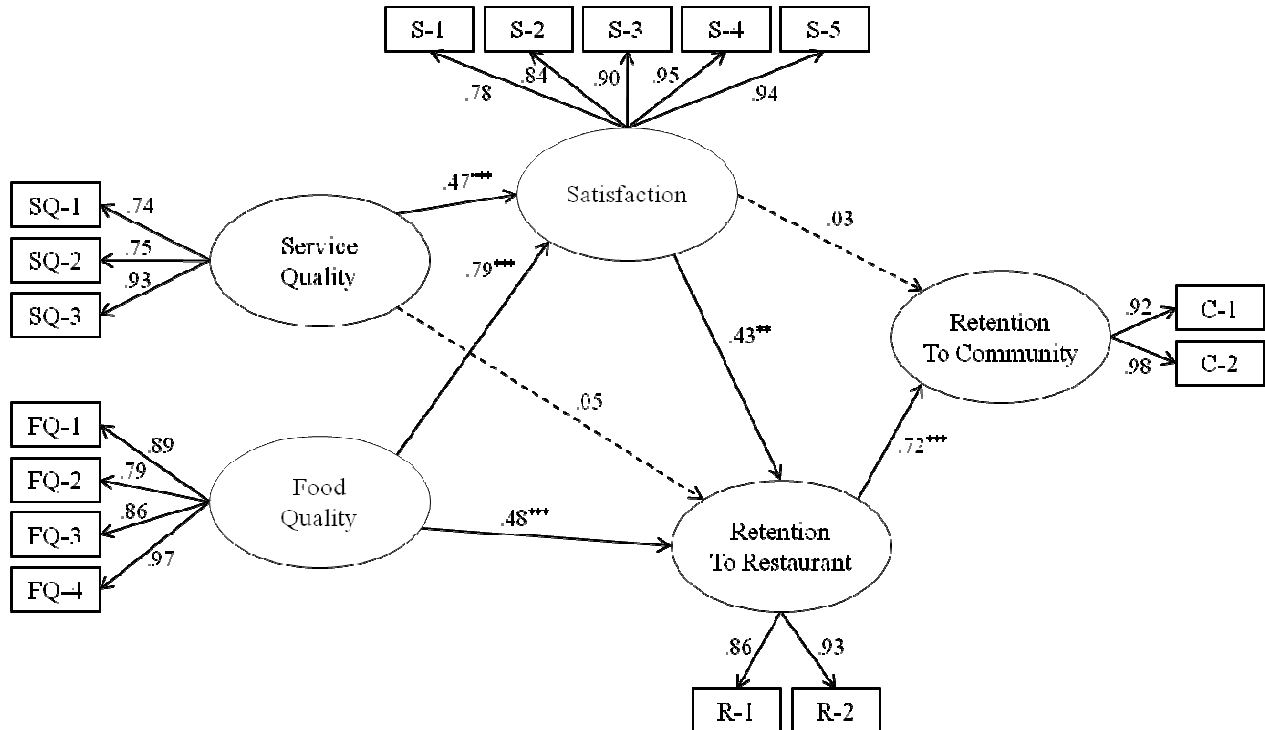 S-1 S-2 S-3 S-4 S-5
.78 .84 .90 .95 .94
Satisfaction
.47***
SQ-1
SQ-2
SQ-3
.74
.75
.93
Service
Quality
.79***
.03
.43**
.05
Retention
To Community
.92
.98
C-1
C-2
FQ-1
FQ-2
FQ-3
FQ-4
.89
.79
.86
.97
Food
Quality
.48***
.72***
Retention
To Restaurant
.86 .93
R-1 R-2